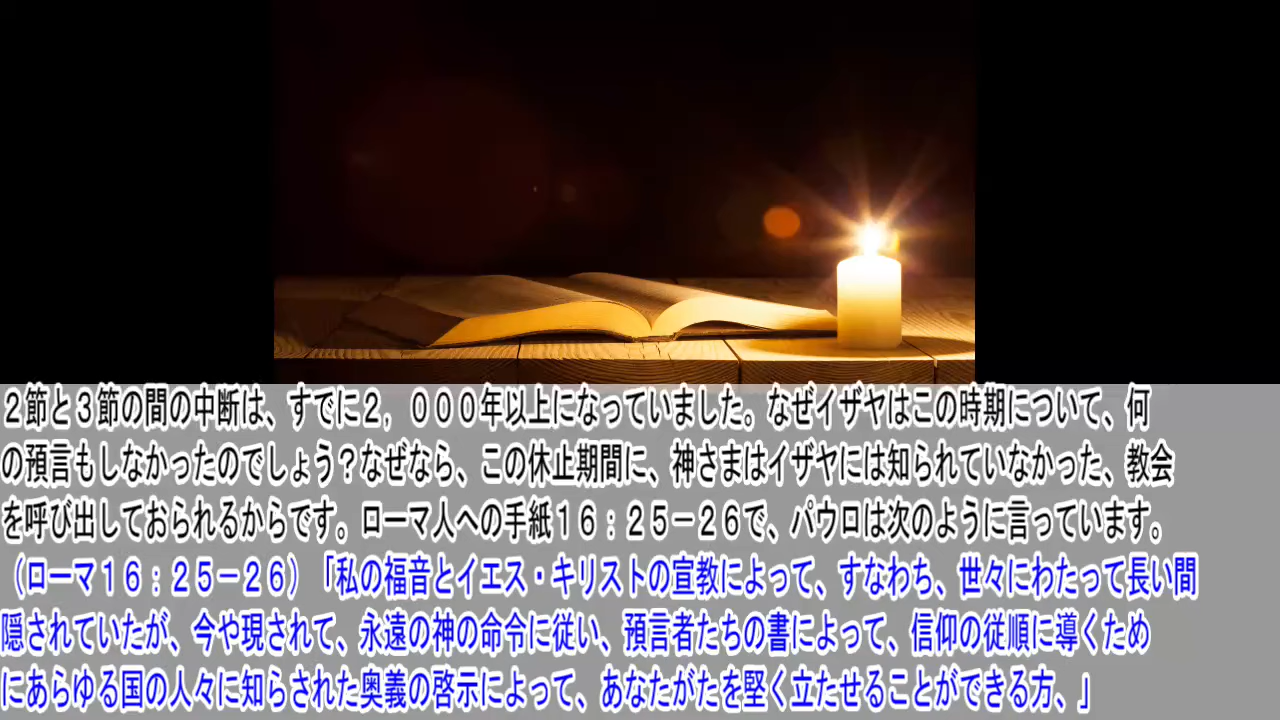 ２節と３節の間の中断は、すでに２，０００年以上になっていました。なぜイザヤはこの時期について、何
の預言もしなかったのでしょう？なぜなら、この休止期間に、神さまはイザヤには知られていなかった、教会
を呼び出しておられるからです。ローマ人への手紙１６：２５－２６で、パウロは次のように言っています。
（ローマ１６：２５－２６）「私の福音とイエス・キリストの宣教によって、すなわち、世々にわたって長い間
隠されていたが、今や現されて、永遠の神の命令に従い、預言者たちの書によって、信仰の従順に導くため
にあらゆる国の人々に知らされた奥義の啓示によって、あなたがたを堅く立たせることができる方、」